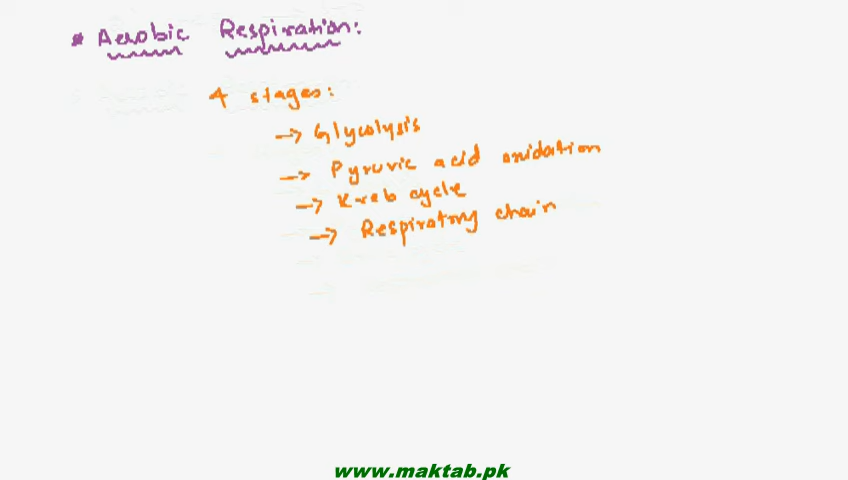 * Aerobic Respiration:
4 stages:
→ Glycolysis
→ Pyruvic acid oxidation
→ Kreb cycle
→ Respiratory chain
www.maktab.pk